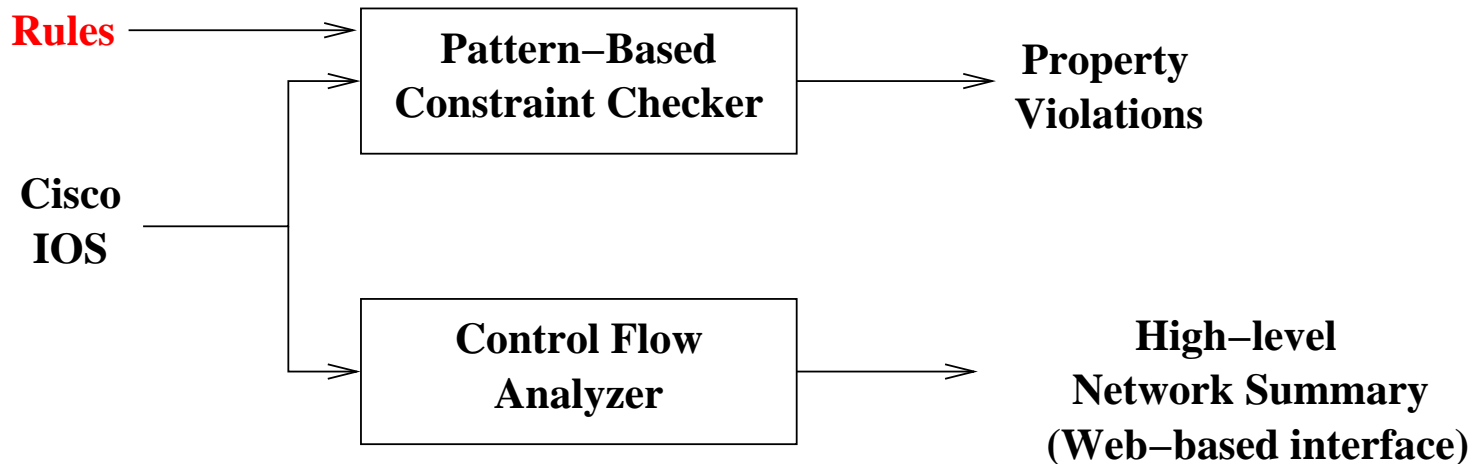 Rules
Pattern−Based
Constraint Checker
Property
Violations
Cisco
IOS
Control Flow
Analyzer
High−level
Network Summary
(Web−based interface)